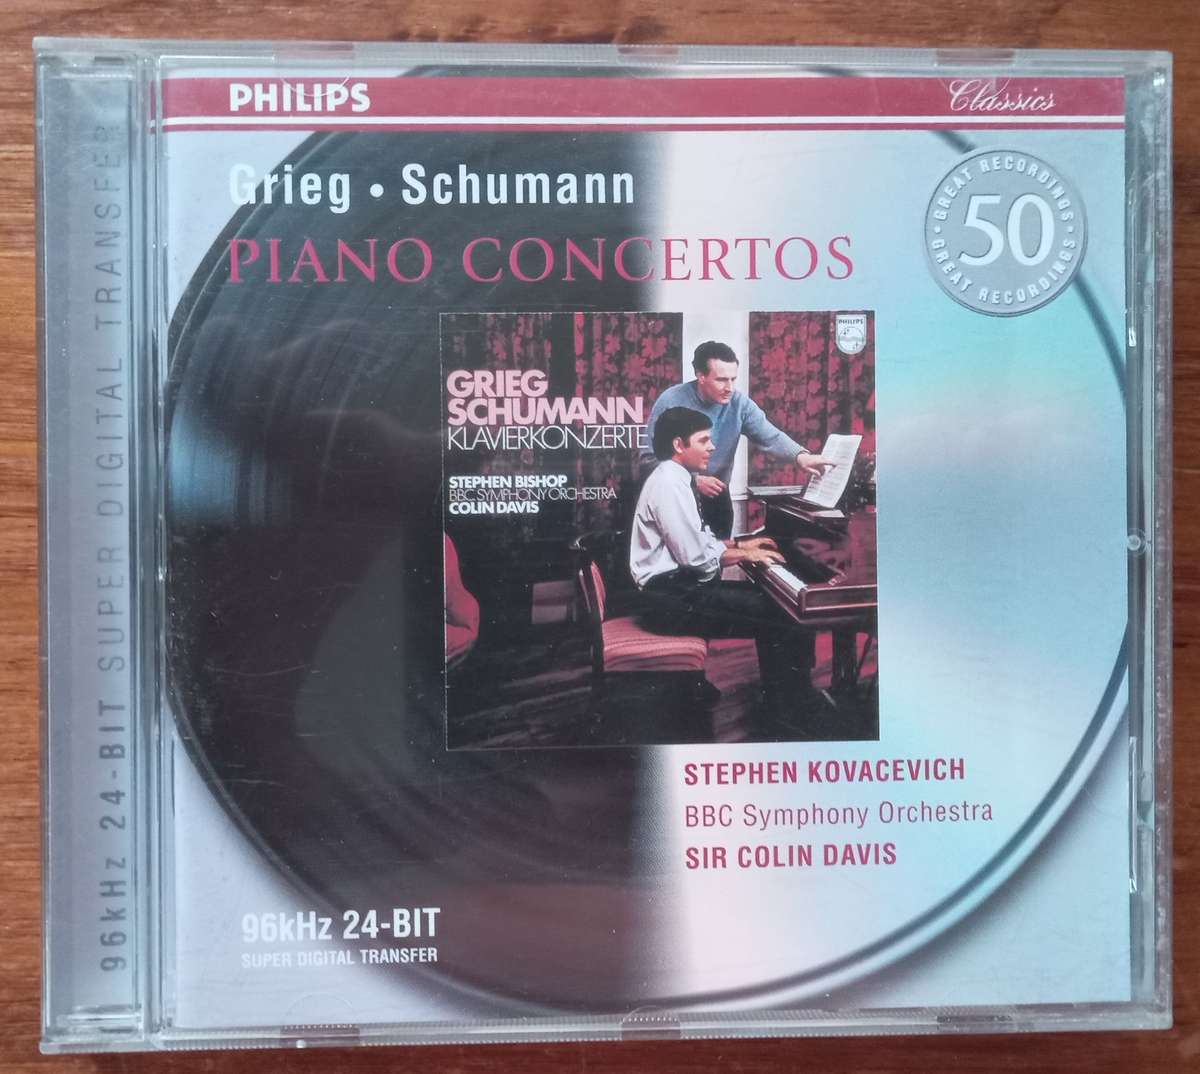 PHILIPS
Classics
Grieg • Schumann
PIANO CONCERTOS
GREAT RECORDINGS • GREAT RECORDINGS •
50
PHILIPS
GRIEG
SCHUMANN
KLAVIERKONZERTE
STEPHEN BISHOP
BBC SYMPHONY ORCHESTRA
COLIN DAVIS
STEPHEN KOVACEVICH
BBC Symphony Orchestra
SIR COLIN DAVIS
96kHz 24-BIT
SUPER DIGITAL TRANSFER
96kHz 24-BIT SUPER DIGITAL TRANSFER